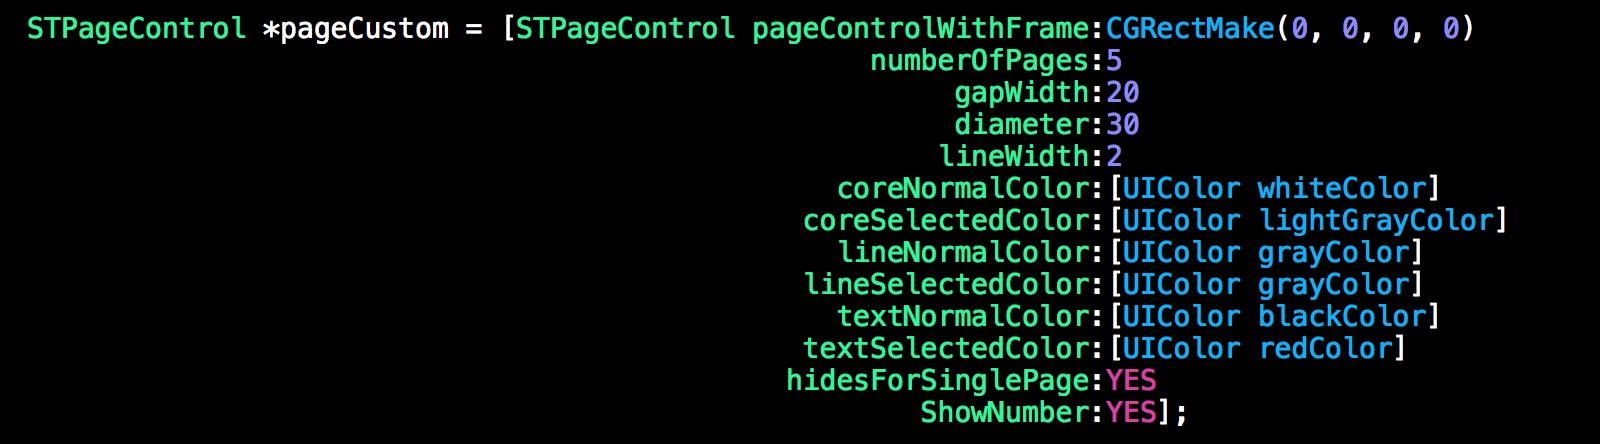 STPageControl *pageCustom = [STPageControl pageControlWithFrame:CGRectMake(0, 0, 0, 0)
numberOfPages:5
gapWidth:20
diameter:30
lineWidth:2
coreNormalColor:[UIColor whiteColor]
coreSelectedColor:[UIColor lightGrayColor]
lineNormalColor:[UIColor grayColor]
lineSelectedColor:[UIColor grayColor]
textNormalColor:[UIColor blackColor]
textSelectedColor:[UIColor redColor]
hidesForSinglePage:YES
ShowNumber:YES];